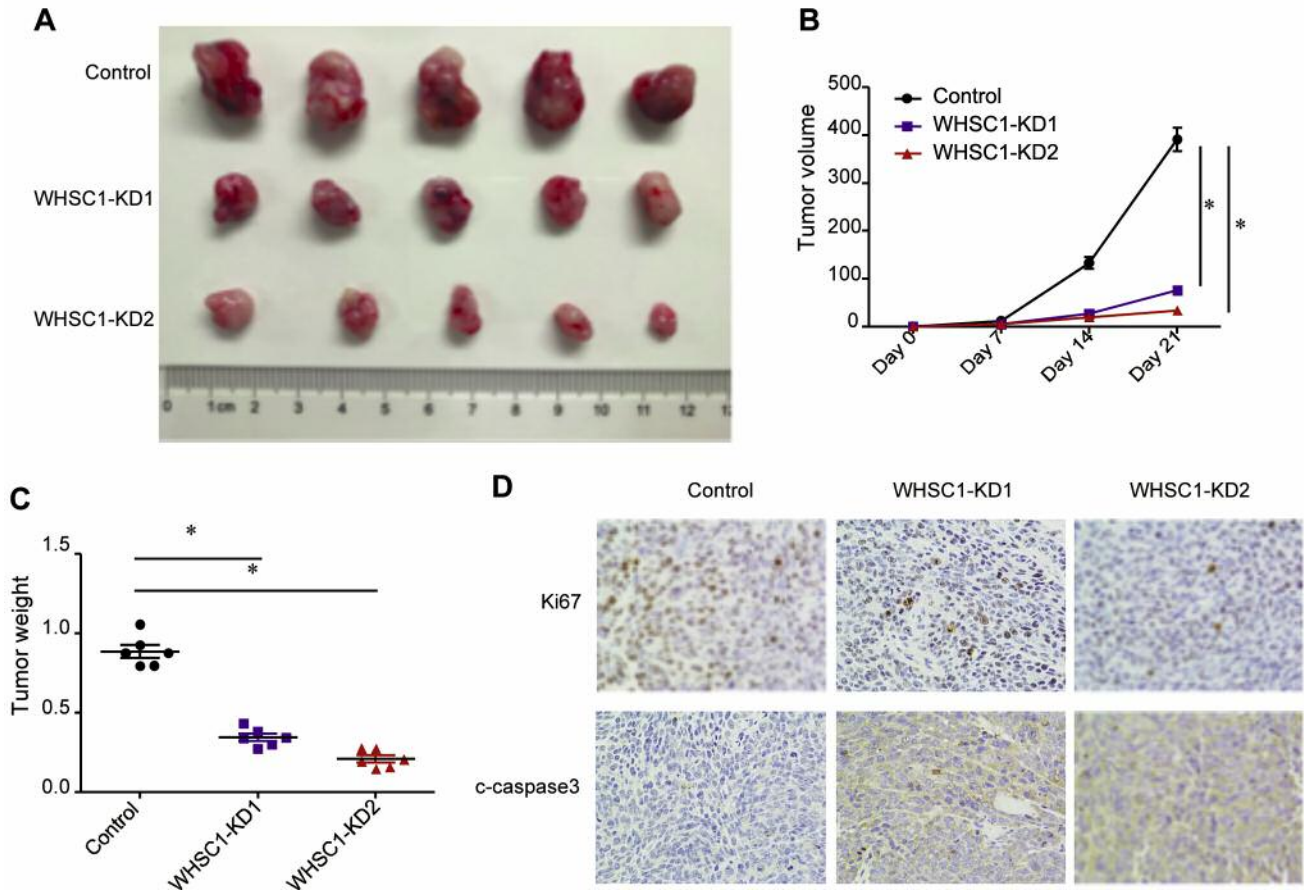 A
Control
WHSC1-KD1
WHSC1-KD2
0 1cm 2 3 4 5 6 7 8 9 10 11 12
B
Tumor volume
500
400
300
200
100
0
Control
WHSC1-KD1
WHSC1-KD2
*
*
Day 0
Day 7
Day 14
Day 21
C
Tumor weight
1.5
1.0
0.5
0.0
*
*
Control
WHSC1-KD1
WHSC1-KD2
D
Control
WHSC1-KD1
WHSC1-KD2
Ki67
c-caspase3